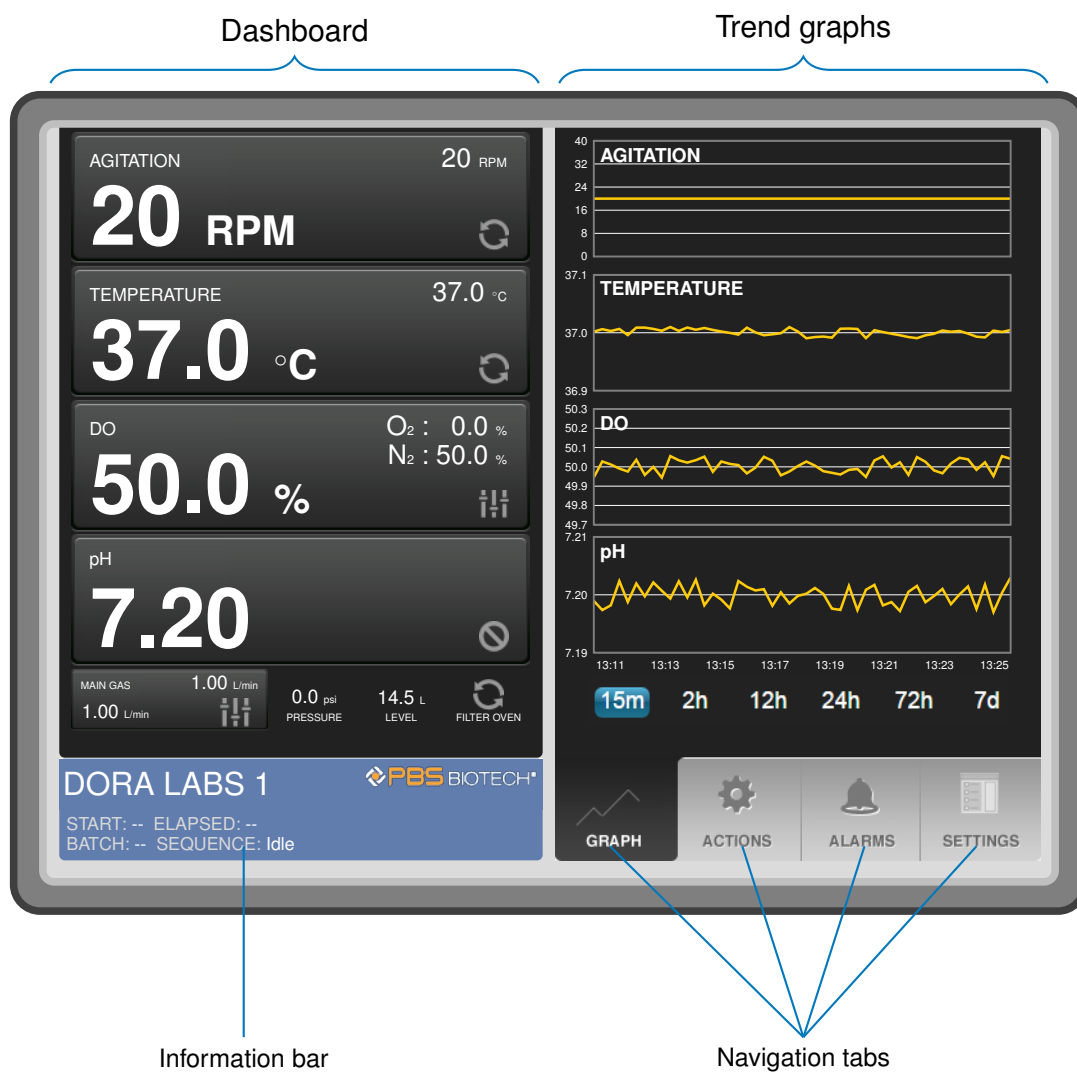 Dashboard
Trend graphs
AGITATION
20 RPM
20 RPM
TEMPERATURE
37.0 °C
37.0 °C
DO
O₂ : 0.0 %
N₂ : 50.0 %
50.0 %
pH
7.20
MAIN GAS
1.00 L/min
1.00 L/min
0.0 psi
PRESSURE
14.5 L
LEVEL
FILTER OVEN
DORA LABS 1
PBS BIOTECH
START: -- ELAPSED: --
BATCH: -- SEQUENCE: Idle
AGITATION
40
32
24
16
8
0
TEMPERATURE
37.1
37.0
36.9
DO
50.3
50.2
50.1
50.0
49.9
49.8
49.7
pH
7.21
7.20
7.19
13:11 13:13 13:15 13:17 13:19 13:21 13:23 13:25
15m 2h 12h 24h 72h 7d
GRAPH ACTIONS ALARMS SETTINGS
Information bar
Navigation tabs